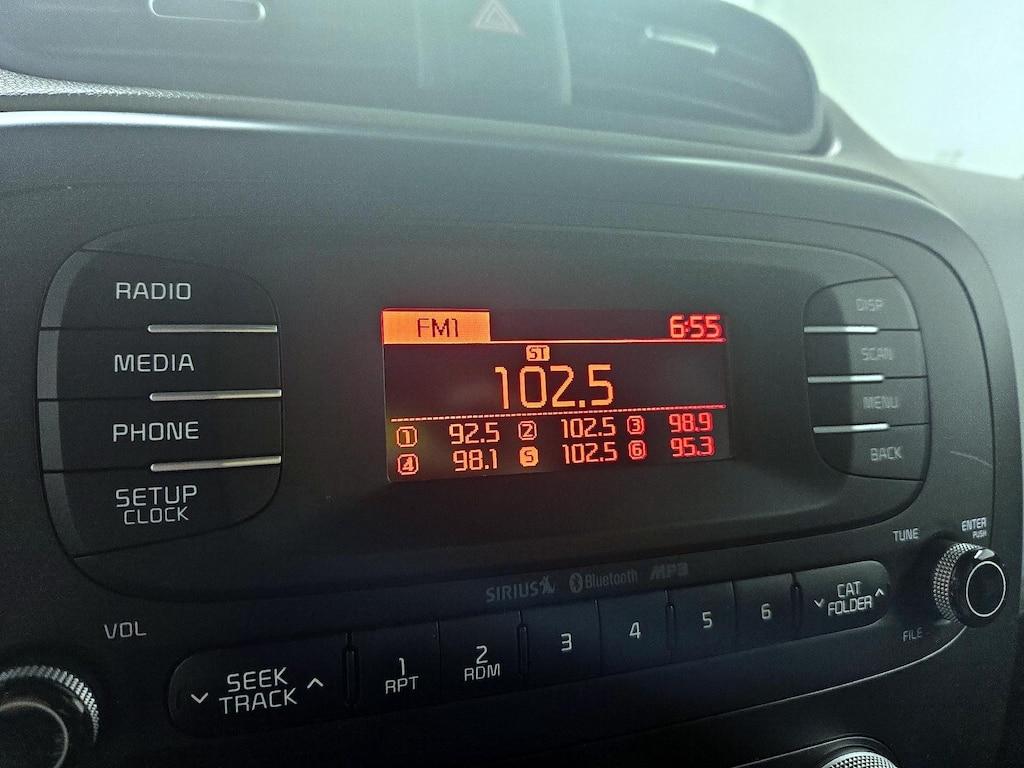 RADIO
MEDIA
PHONE
SETUP
CLOCK
FM1 6:55
ST
102.5
1 92.5 2 102.5 3 98.9
4 98.1 5 102.5 6 95.3
DISP
SCAN
MENU
BACK
SIRIUS XM Bluetooth MP3
TUNE
ENTER
PUSH
FILE
VOL
SEEK
TRACK
1
RPT
2
RDM
3
4
5
6
CAT
FOLDER